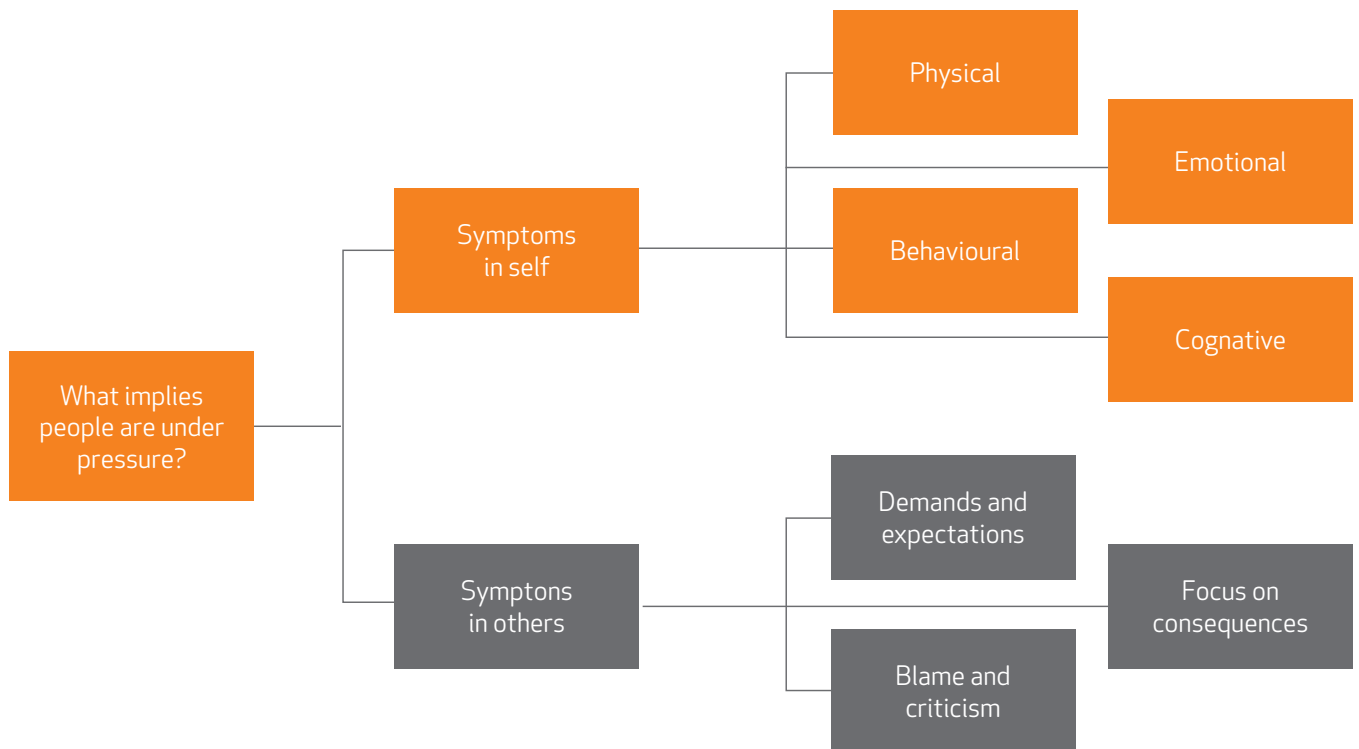 What implies
people are under
pressure?
Symptoms
in self
Physical
Emotional
Behavioural
Cognative
Symptons
in others
Demands and
expectations
Focus on
consequences
Blame and
criticism